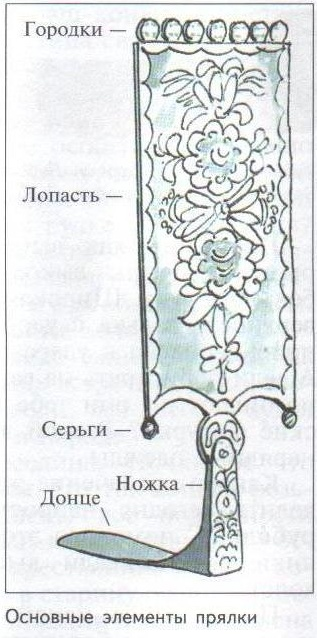 Городки —
Лопасть —
Серьги —
Ножка
Донце
Основные элементы прялки